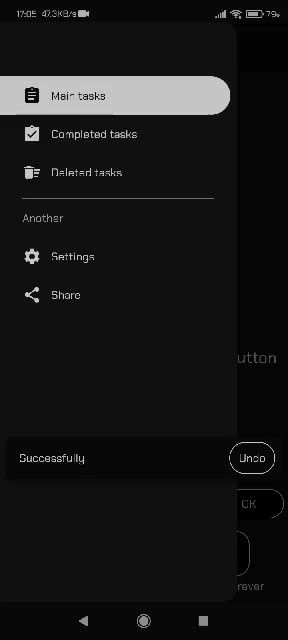 17:05 47.3KB/s 79%
Main tasks
Completed tasks
Deleted tasks
Another
Settings
Share
utton
Successfully
Undo
OK
rever